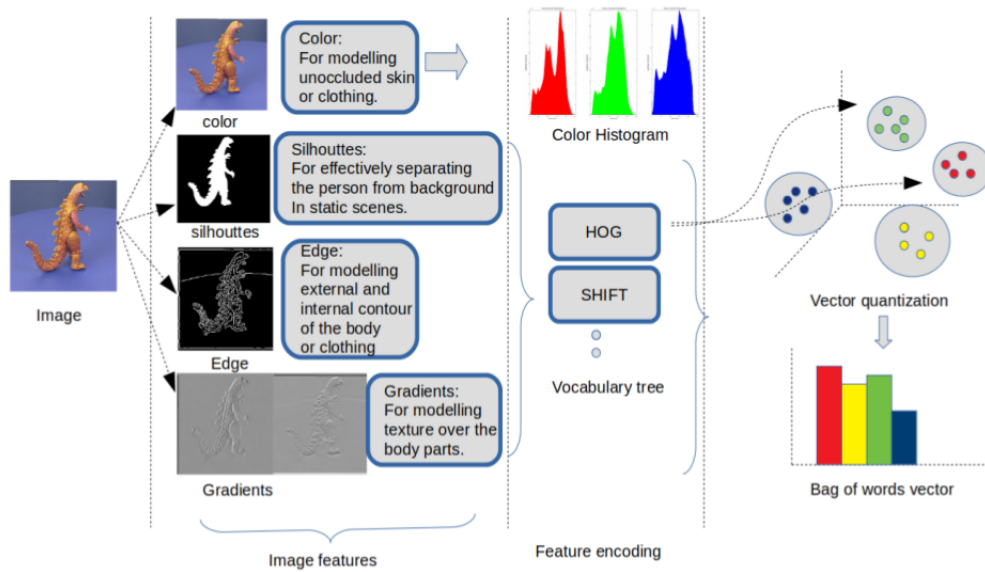 Color:
For modelling
unoccluded skin
or clothing.
color
Silhouttes:
For effectively separating
the person from background
In static scenes.
silhouttes
Image
Edge:
For modelling
external and
internal contour
of the body
or clothing
Edge
Gradients:
For modelling
texture over the
body parts.
Gradients
Image features
Color Histogram
HOG
SHIFT
Vocabulary tree
Feature encoding
Vector quantization
Bag of words vector